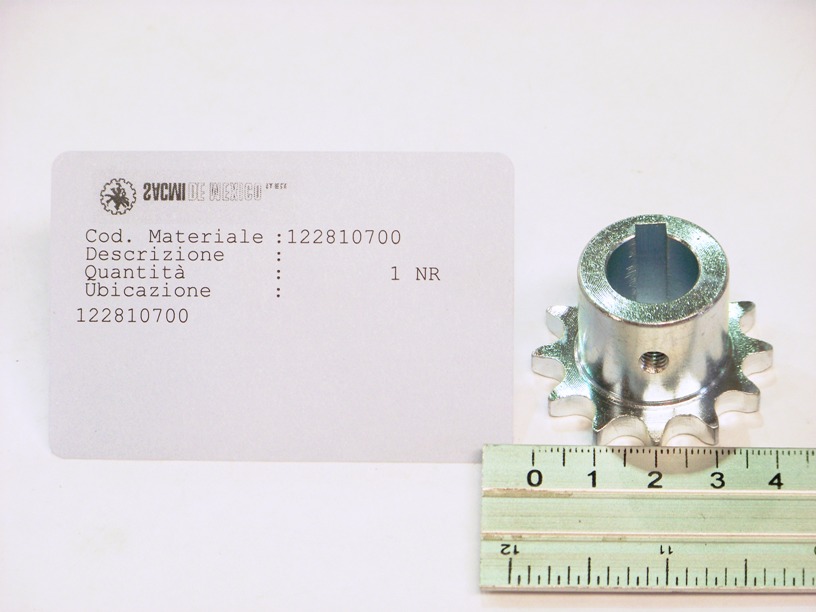 SACMI DE MEXICO
Cod. Materiale :122810700
Descrizione :
Quantità : 1 NR
Ubicazione :
122810700
0 1 2 3 4
12 11